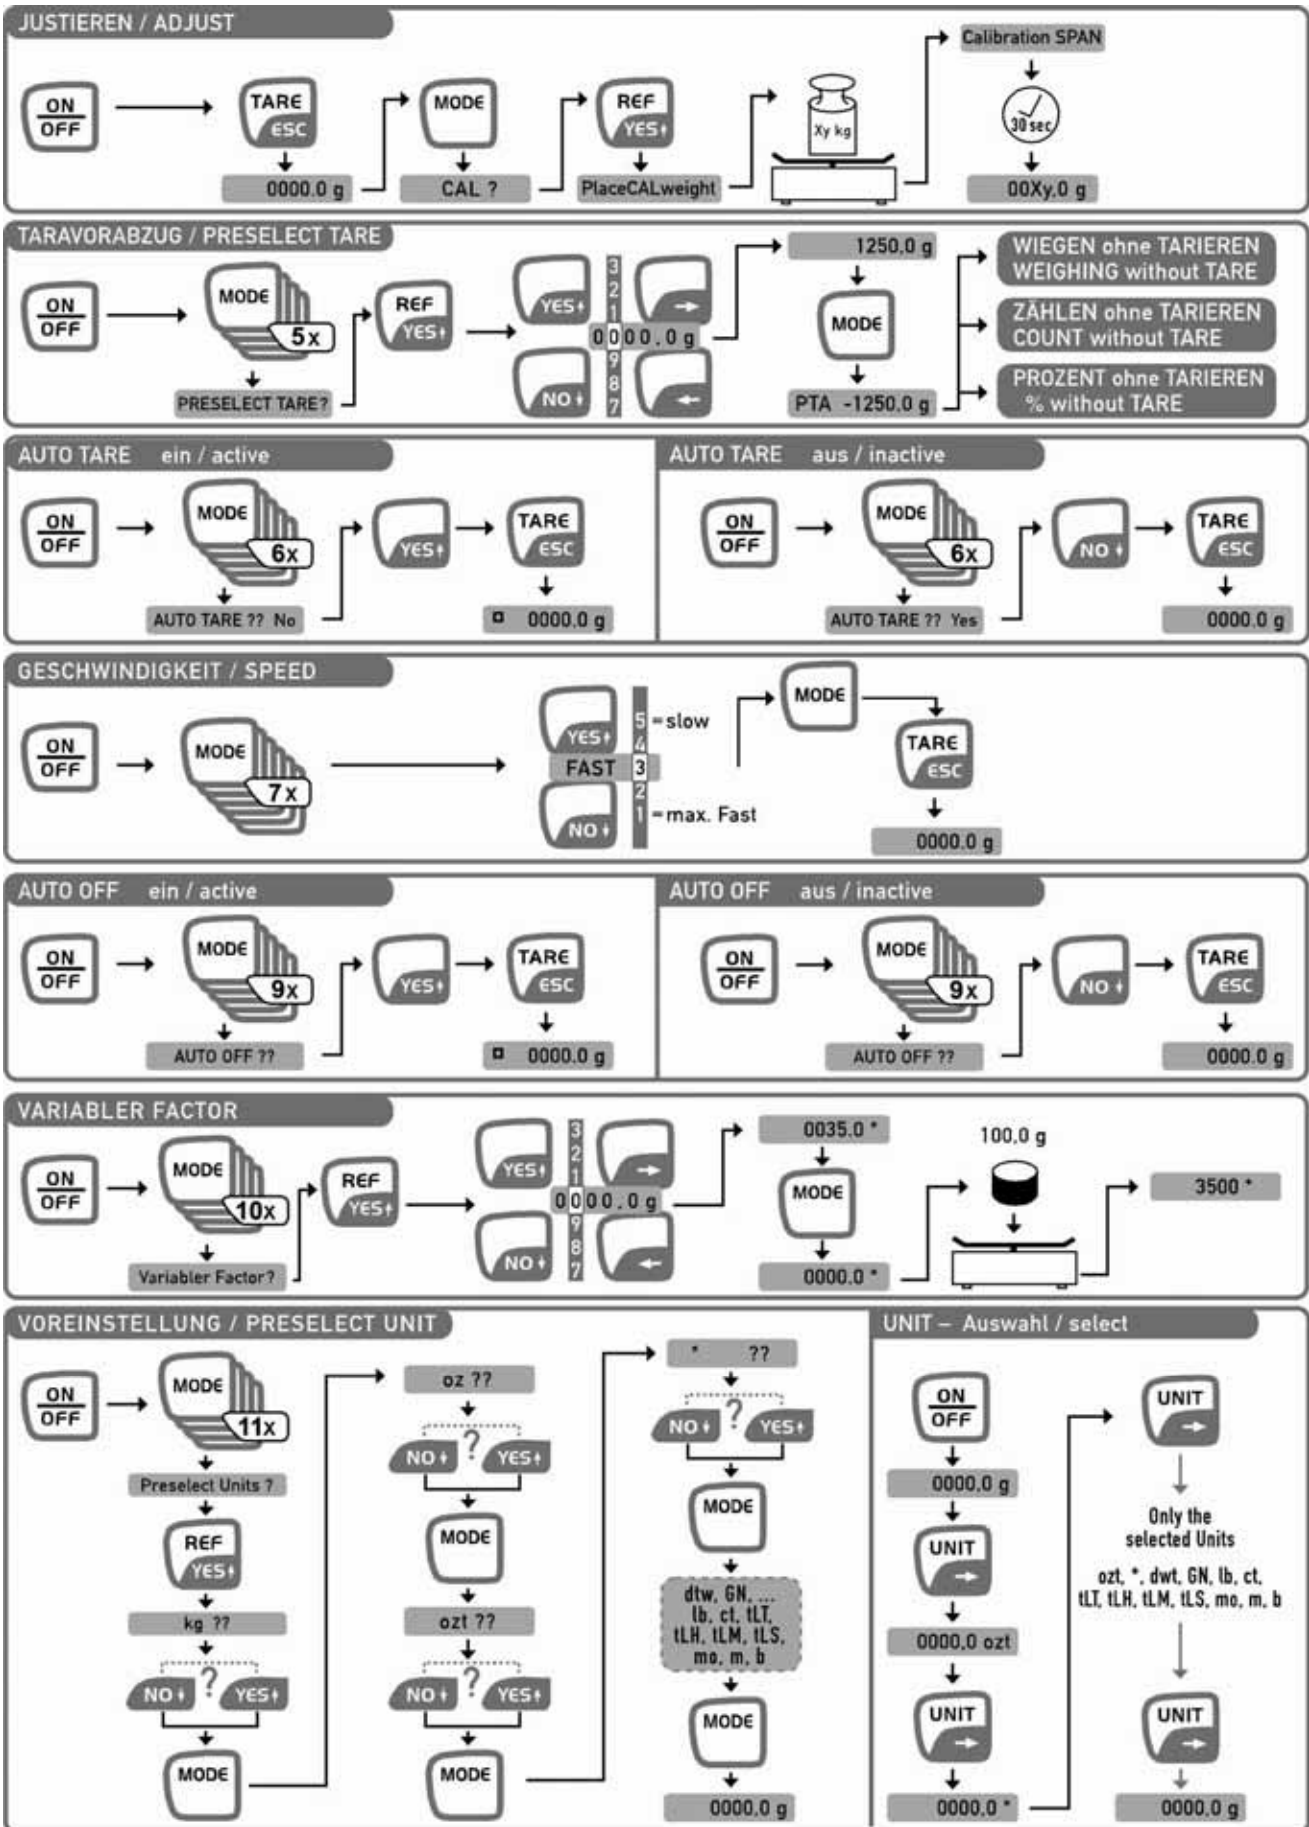 JUSTIEREN / ADJUST
ON
OFF
TARE
ESC
0000.0 g
MODE
CAL ?
REF
YES
PlaceCALweight
Xy kg
Calibration SPAN
30 sec
00Xy,0 g
TARAVORABZUG / PRESELECT TARE
ON
OFF
MODE
5x
PRESELECT TARE?
REF
YES
YES
NO
3
2
1
0000,0 g
9
8
7
1250,0 g
MODE
PTA -1250,0 g
WIEGEN ohne TARIEREN
WEIGHING without TARE
ZÄHLEN ohne TARIEREN
COUNT without TARE
PROZENT ohne TARIEREN
% without TARE
AUTO TARE ein / active
ON
OFF
MODE
6x
AUTO TARE ?? No
YES
TARE
ESC
0000,0 g
AUTO TARE aus / inactive
ON
OFF
MODE
6x
AUTO TARE ?? Yes
NO
TARE
ESC
0000,0 g
GESCHWINDIGKEIT / SPEED
ON
OFF
MODE
7x
YES
5 = slow
4
FAST 3
2
1 = max. Fast
NO
MODE
TARE
ESC
0000,0 g
AUTO OFF ein / active
ON
OFF
MODE
9x
AUTO OFF ??
YES
TARE
ESC
0000.0 g
AUTO OFF aus / inactive
ON
OFF
MODE
9x
AUTO OFF ??
NO
TARE
ESC
0000.0 g
VARIABLER FACTOR
ON
OFF
MODE
10x
Variabler Factor?
REF
YES
YES
NO
3
2
1
0000,0 g
9
8
7
0035.0 *
MODE
0000.0 *
100,0 g
3500 *
VOREINSTELLUNG / PRESELECT UNIT
ON
OFF
MODE
11x
Preselect Units ?
REF
YES
kg ??
NO ? YES
MODE
oz ??
NO ? YES
MODE
ozt ??
NO ? YES
MODE
* ??
NO ? YES
MODE
dtw, GN, ...
lb, ct, tLT,
tLH, tLM, tLS,
mo, m, b
MODE
0000,0 g
UNIT – Auswahl / select
ON
OFF
0000,0 g
UNIT
0000,0 ozt
UNIT
0000,0 *
UNIT
Only the
selected Units
ozt, *, dwt, GN, lb, ct,
tLT, tLH, tLM, tLS, mo, m, b
UNIT
0000,0 g